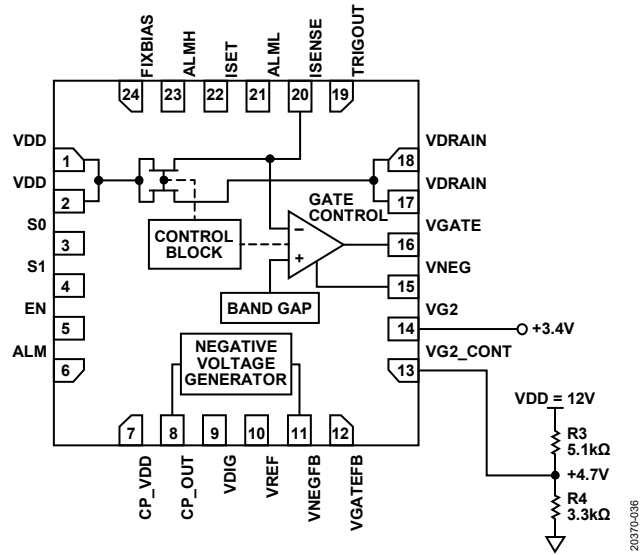 FIXBIAS
ALMH
ISET
ALML
ISENSE
TRIGOUT
24
23
22
21
20
19
VDD
1
VDD
2
S0
3
S1
4
EN
5
ALM
6
VDRAIN
18
VDRAIN
17
VGATE
16
VNEG
15
VG2
14
+3.4V
VG2_CONT
13
GATE
CONTROL
–
+
CONTROL
BLOCK
BAND GAP
NEGATIVE
VOLTAGE
GENERATOR
VDD = 12V
R3
5.1kΩ
+4.7V
R4
3.3kΩ
7
8
9
10
11
12
CP_VDD
CP_OUT
VDIG
VREF
VNEGFB
VGATEFB
20370-036